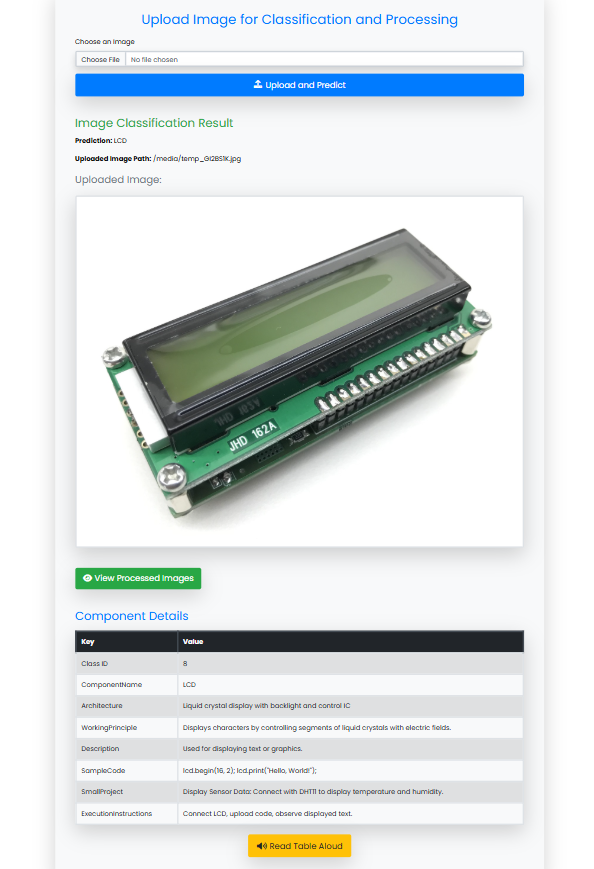 Upload Image for Classification and Processing
Choose an Image
Choose File No file chosen
Upload and Predict
Image Classification Result
Prediction: LCD
Uploaded Image Path: /media/temp_GI2BS1K.jpg
Uploaded Image:
JHD 162A
JHD 162A
View Processed Images
Component Details
Key Value
Class ID 8
ComponentName LCD
Architecture Liquid crystal display with backlight and control IC
WorkingPrinciple Displays characters by controlling segments of liquid crystals with electric fields.
Description Used for displaying text or graphics.
SampleCode lcd.begin(16, 2); lcd.print("Hello, World!");
SmallProject Display Sensor Data: Connect with DHT11 to display temperature and humidity.
ExecutionInstructions Connect LCD, upload code, observe displayed text.
Read Table Aloud